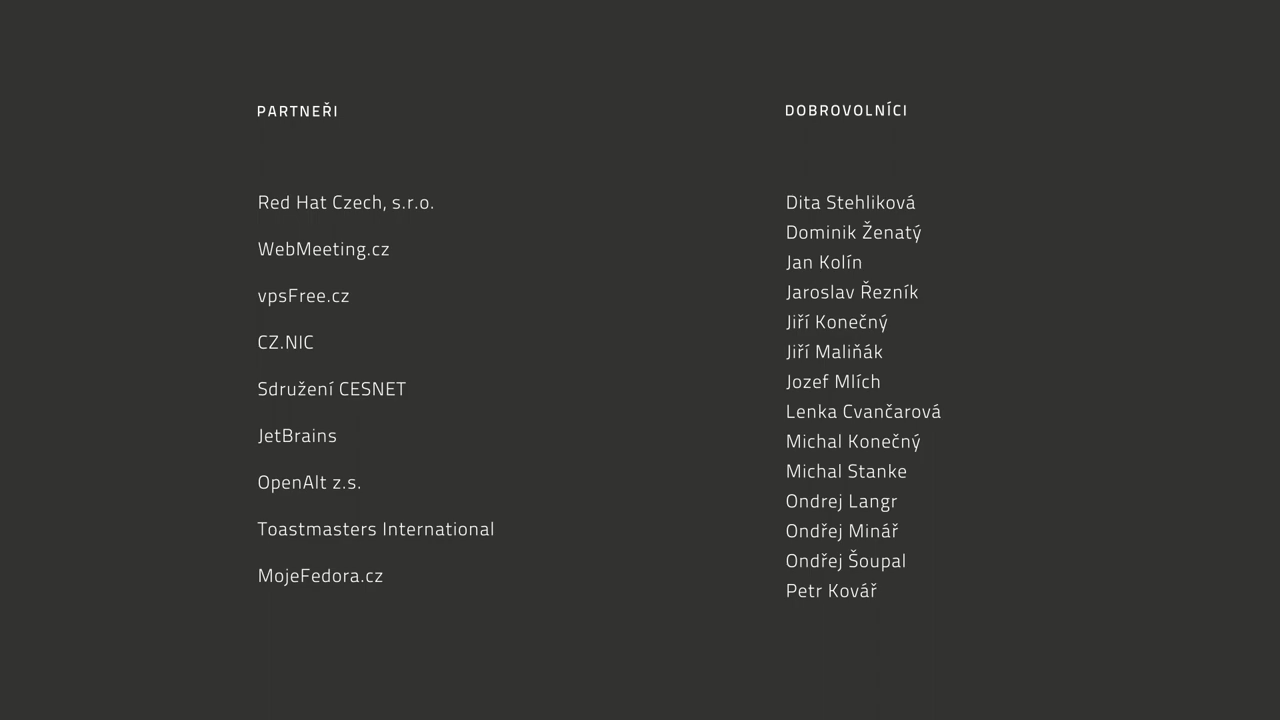 PARTNEŘI
Red Hat Czech, s.r.o.
WebMeeting.cz
vpsFree.cz
CZ.NIC
Sdružení CESNET
JetBrains
OpenAlt z.s.
Toastmasters International
MojeFedora.cz
DOBROVOLNÍCI
Dita Stehliková
Dominik Ženatý
Jan Kolín
Jaroslav Řezník
Jiří Konečný
Jiří Maliňák
Jozef Mlích
Lenka Cvančarová
Michal Konečný
Michal Stanke
Ondrej Langr
Ondřej Minář
Ondřej Šoupal
Petr Kovář